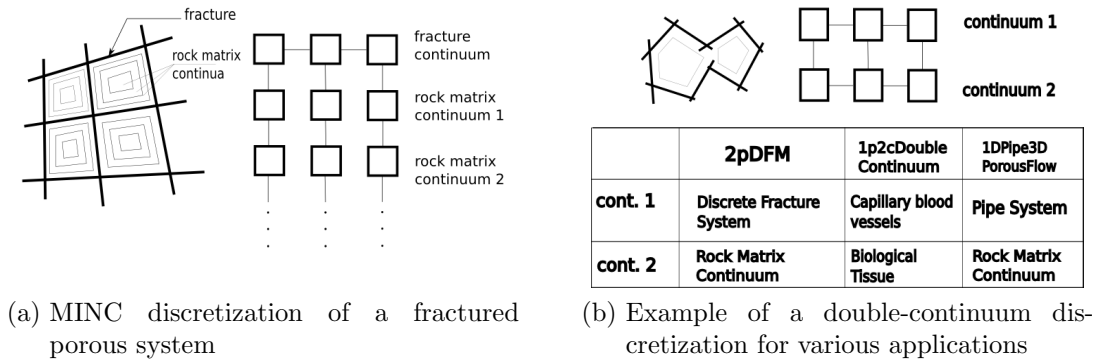 fracture
rock matrix
continua
fracture
continuum
rock matrix
continuum 1
rock matrix
continuum 2
(a) MINC discretization of a fractured
porous system
continuum 1
continuum 2
2pDFM
1p2cDouble
Continuum
1DPipe3D
PorousFlow
cont. 1
Discrete Fracture
System
Capillary blood
vessels
Pipe System
cont. 2
Rock Matrix
Continuum
Biological
Tissue
Rock Matrix
Continuum
(b) Example of a double-continuum dis-
cretization for various applications